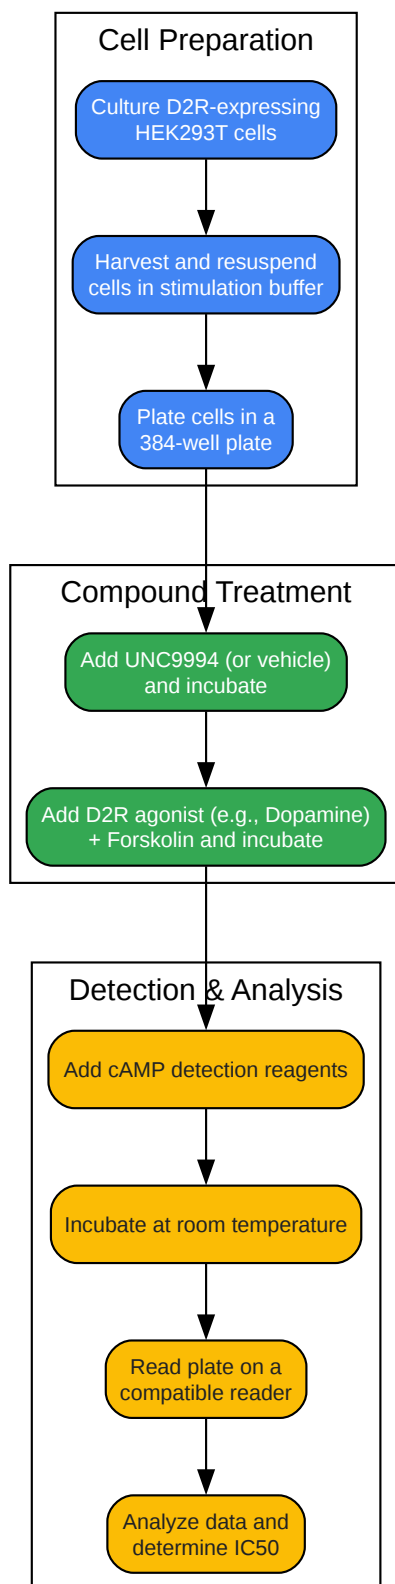 Cell Preparation
Culture D2R-expressing
HEK293T cells
Harvest and resuspend
cells in stimulation buffer
Plate cells in a
384-well plate
Compound Treatment
Add UNC9994 (or vehicle)
and incubate
Add D2R agonist (e.g., Dopamine)
+ Forskolin and incubate
Detection & Analysis
Add cAMP detection reagents
Incubate at room temperature
Read plate on a
compatible reader
Analyze data and
determine IC50